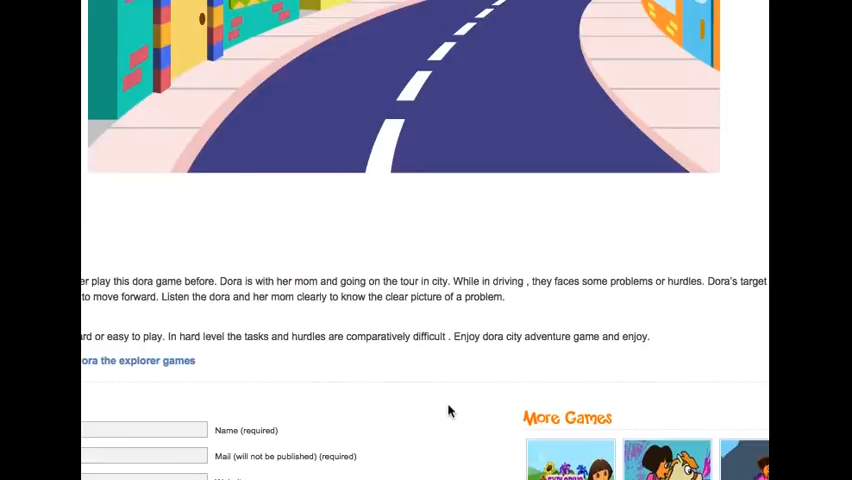 er play this dora game before. Dora is with her mom and going on the tour in city. While in driving , they faces some problems or hurdles. Dora's target
to move forward. Listen the dora and her mom clearly to know the clear picture of a problem.
rd or easy to play. In hard level the tasks and hurdles are comparatively difficult . Enjoy dora city adventure game and enjoy.
ora the explorer games
Name (required)
More Games
Mail (will not be published) (required)